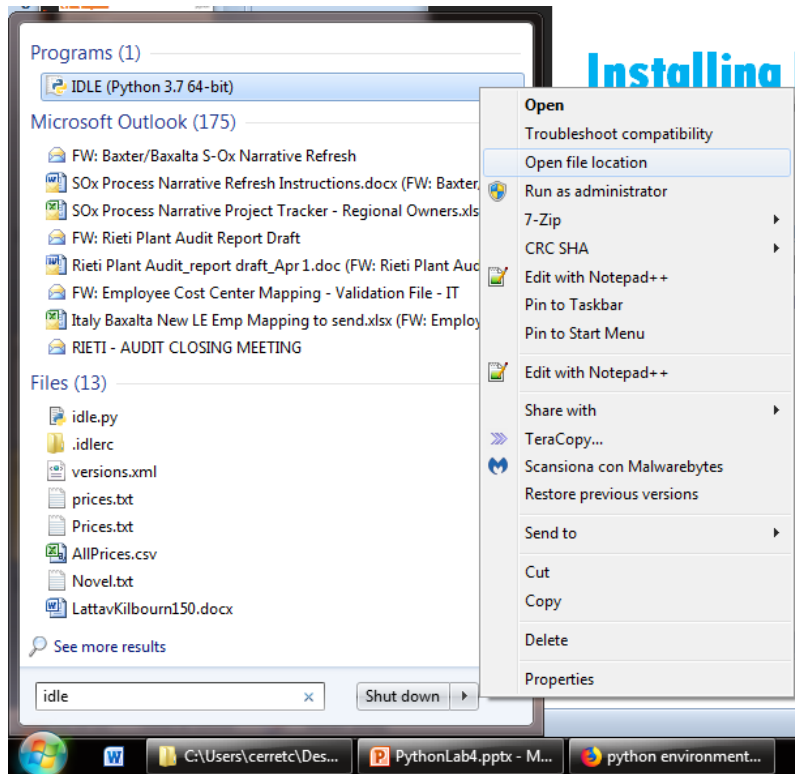 Installing
Programs (1)
IDLE (Python 3.7 64-bit)
Microsoft Outlook (175)
FW: Baxter/Baxalta S-Ox Narrative Refresh
SOx Process Narrative Refresh Instructions.docx (FW: Baxter,
SOx Process Narrative Project Tracker - Regional Owners.xls
FW: Rieti Plant Audit Report Draft
Rieti Plant Audit_report draft_Apr 1.doc (FW: Rieti Plant Aud
FW: Employee Cost Center Mapping - Validation File - IT
Italy Baxalta New LE Emp Mapping to send.xlsx (FW: Employ
RIETI - AUDIT CLOSING MEETING
Files (13)
idle.py
.idlerc
versions.xml
prices.txt
Prices.txt
AllPrices.csv
Novel.txt
LattavKilbourn150.docx
See more results
idle
Shut down
Open
Troubleshoot compatibility
Open file location
Run as administrator
7-Zip
CRC SHA
Edit with Notepad++
Pin to Taskbar
Pin to Start Menu
Edit with Notepad++
Share with
TeraCopy...
Scansiona con Malwarebytes
Restore previous versions
Send to
Cut
Copy
Delete
Properties
C:\Users\cerretc\Des...
PythonLab4.pptx - M...
python environment...